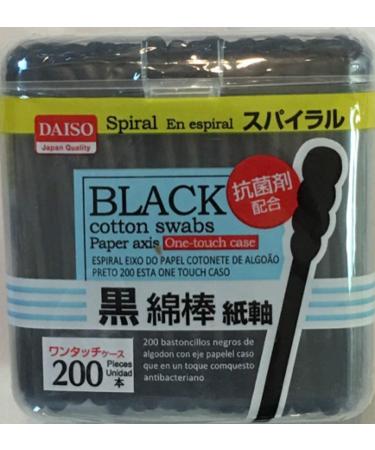 DAISO
Japan Quality
Spiral En espiral スパイラル
BLACK
cotton swabs
Paper axis One-touch case
抗菌剤
配合
ESPIRAL EIXO DO PAPEL COTONETE DE ALGOÃO
PRETO 200 ESTA ONE TOUCH CASO
黒 綿棒 紙軸
ワンタッチケース
200 Pieces
Unidad
本
200 bastoncillos negros de
algodon con eje papelel caso
que en un toque comquesto
antibacteriano